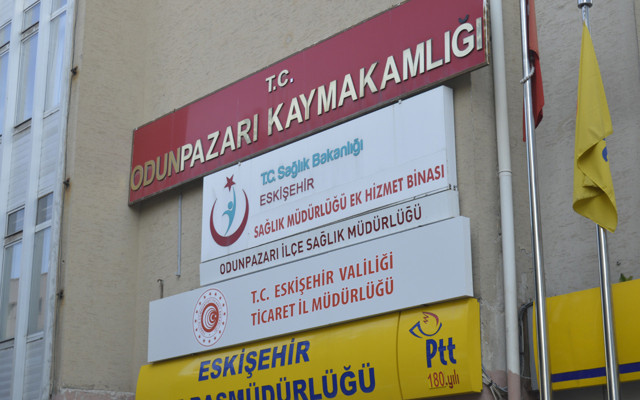 T.C.
ODUNPAZARI KAYMAKAMLIĞI
T.C. Sağlık Bakanlığı
ESKİŞEHİR
SAĞLIK MÜDÜRLÜĞÜ EK HİZMET BİNASI
ODUNPAZARI İLÇE SAĞLIK MÜDÜRLÜĞÜ
T.C. ESKİŞEHİR VALİLİĞİ
TİCARET İL MÜDÜRLÜĞÜ
ESKİŞEHİR
Ptt
180.yılı